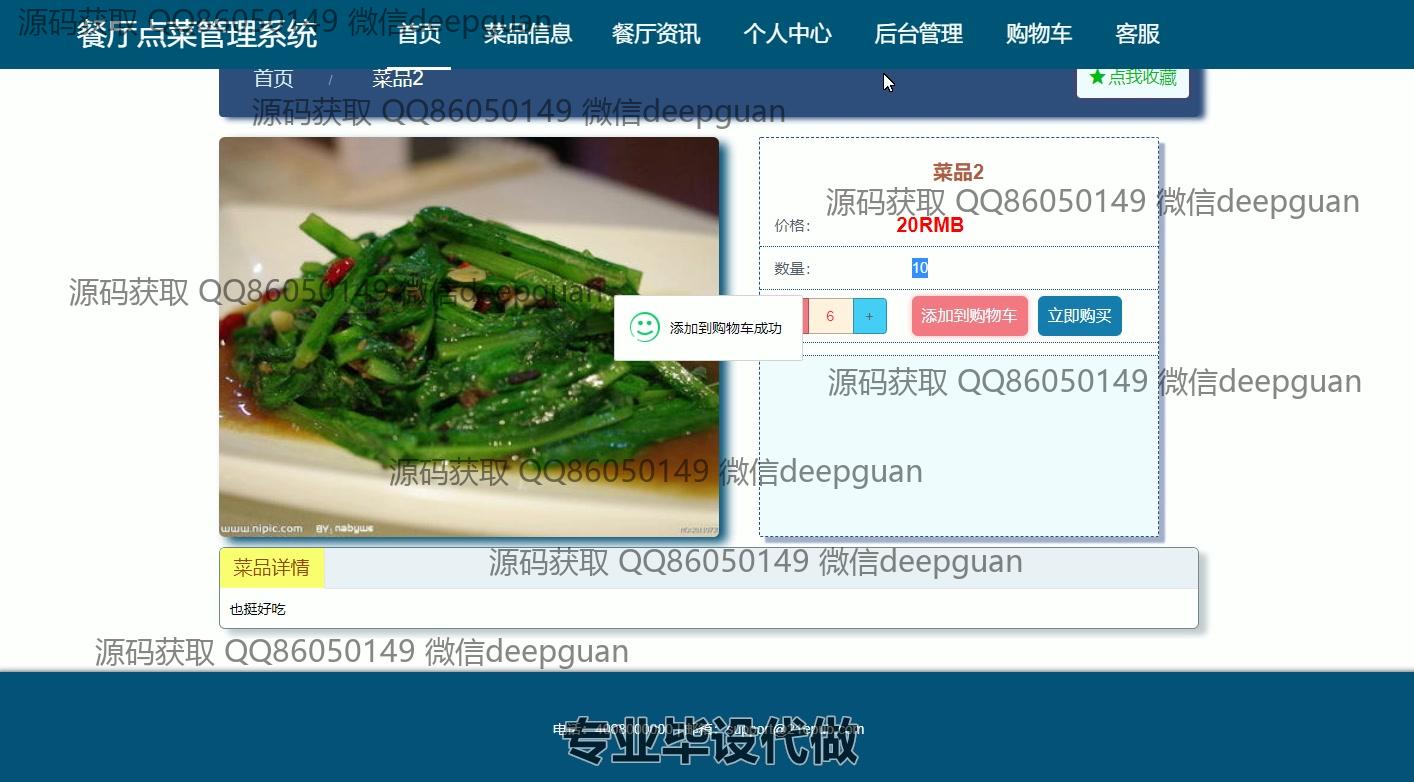 源码获取 QQ86050149 微信deepguan
餐厅点菜管理系统 首页 菜品信息 餐厅资讯 个人中心 后台管理 购物车 客服
首页 / 菜品2 ★点我收藏
源码获取 QQ86050149 微信deepguan
菜品2
源码获取 QQ86050149 微信deepguan
价格： 20RMB
数量： 10
源码获取 QQ86050149 微信deepguan
添加到购物车成功
6 + 添加到购物车 立即购买
源码获取 QQ86050149 微信deepguan
源码获取 QQ86050149 微信deepguan
www.nipic.com BY: nabyws
源码获取 QQ86050149 微信deepguan
菜品详情
也挺好吃
源码获取 QQ86050149 微信deepguan
专业毕设代做